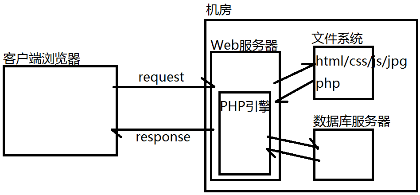 机房
客户端浏览器
request
response
Web服务器
PHP引擎
文件系统
html/css/js/jpg
php
数据库服务器